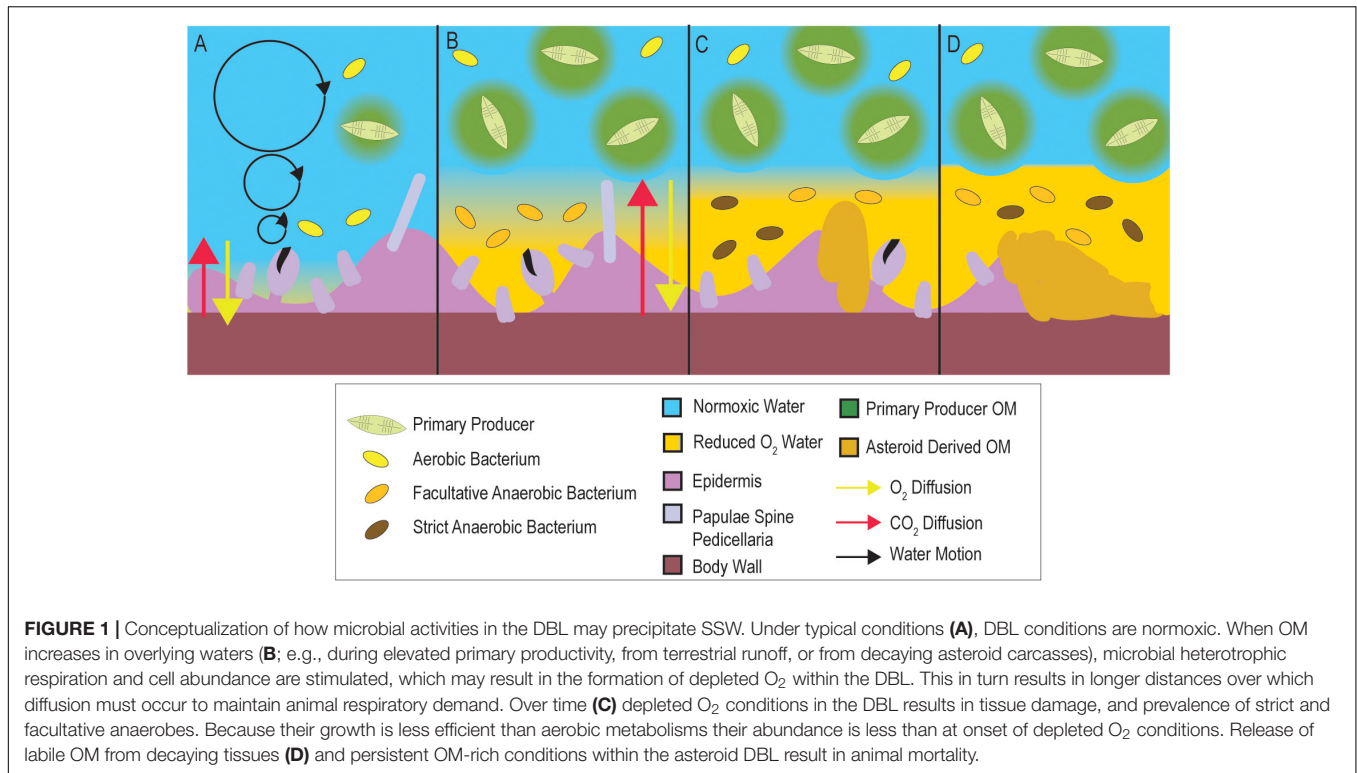 A
B
C
D
Primary Producer
Aerobic Bacterium
Facultative Anaerobic Bacterium
Strict Anaerobic Bacterium
Normoxic Water
Reduced O₂ Water
Epidermis
Papulae Spine
Pedicellaria
Body Wall
Primary Producer OM
Asteroid Derived OM
O₂ Diffusion
CO₂ Diffusion
Water Motion
FIGURE 1 | Conceptualization of how microbial activities in the DBL may precipitate SSW. Under typical conditions (A), DBL conditions are normoxic. When OM
increases in overlying waters (B; e.g., during elevated primary productivity, from terrestrial runoff, or from decaying asteroid carcasses), microbial heterotrophic
respiration and cell abundance are stimulated, which may result in the formation of depleted O₂ within the DBL. This in turn results in longer distances over which
diffusion must occur to maintain animal respiratory demand. Over time (C) depleted O₂ conditions in the DBL results in tissue damage, and prevalence of strict and
facultative anaerobes. Because their growth is less efficient than aerobic metabolisms their abundance is less than at onset of depleted O₂ conditions. Release of
labile OM from decaying tissues (D) and persistent OM-rich conditions within the asteroid DBL result in animal mortality.